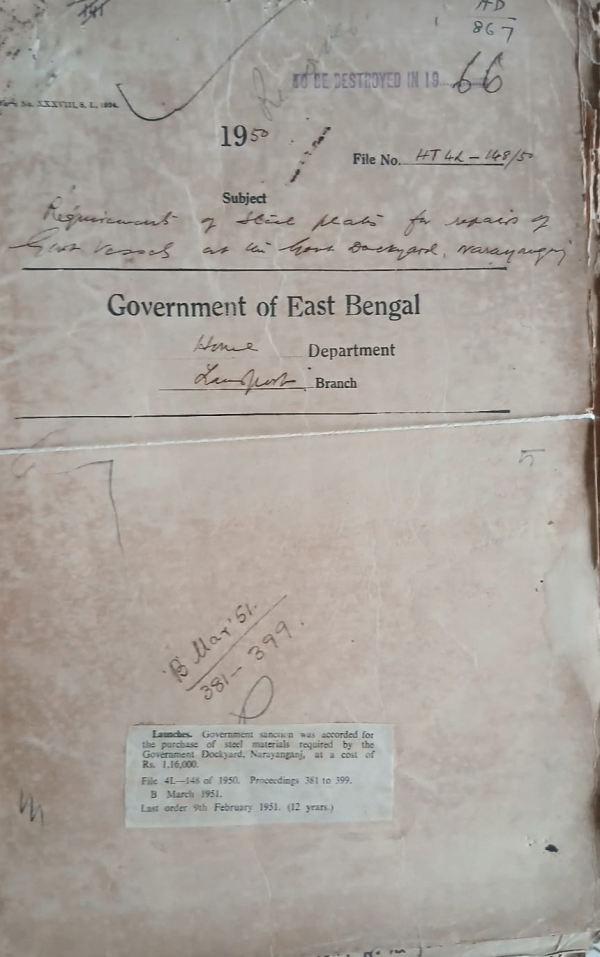 AD
867
TO BE DESTROYED IN 19 66
Form No. XXXVIII, S. L., 1894.
1950
File No. HT 4L-148/50
Subject
Requirement of Steel plates for repairs of
Govt Vessels at the Govt Dockyard, Narayanganj
Government of East Bengal
Home Department
Branch
'B' Mar '51.
381-399.
Launches. Government sanction was accorded for
the purchase of steel materials required by the
Government Dockyard, Narayanganj, at a cost of
Rs. 1,16,000.
File 4L-148 of 1950. Proceedings 381 to 399.
B March 1951.
Last order 9th February 1951. (12 years.)